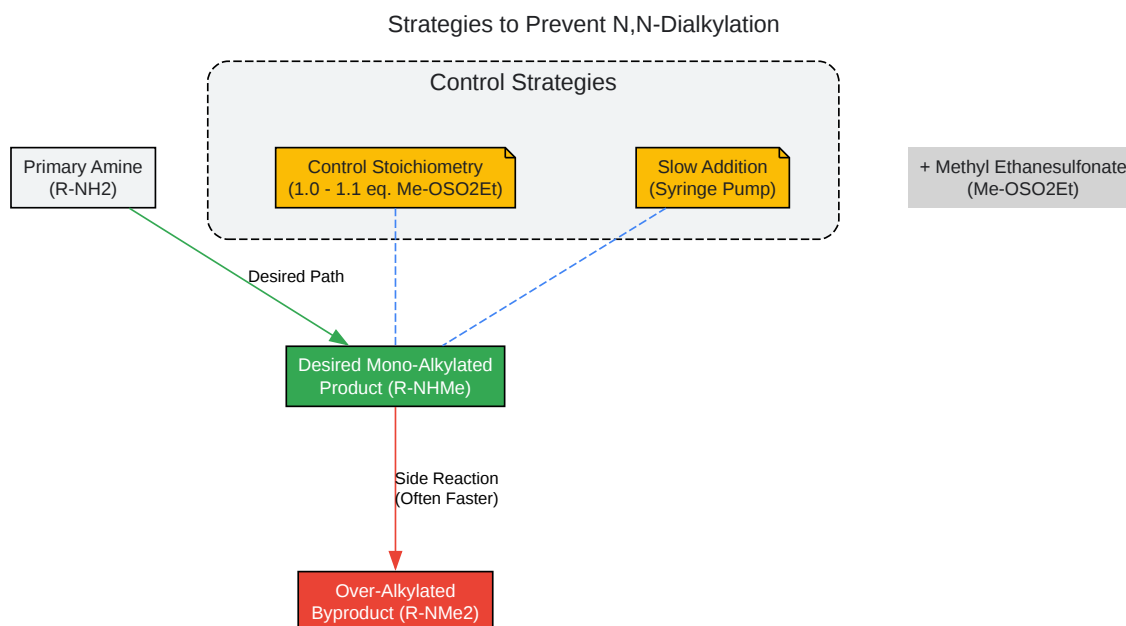 Strategies to Prevent N,N-Dialkylation
Control Strategies
Primary Amine
(R-NH2)
Control Stoichiometry
(1.0 - 1.1 eq. Me-OSO2Et)
Slow Addition
(Syringe Pump)
+ Methyl Ethanesulfonate
(Me-OSO2Et)
Desired Path
Desired Mono-Alkylated
Product (R-NHMe)
Side Reaction
(Often Faster)
Over-Alkylated
Byproduct (R-NMe2)